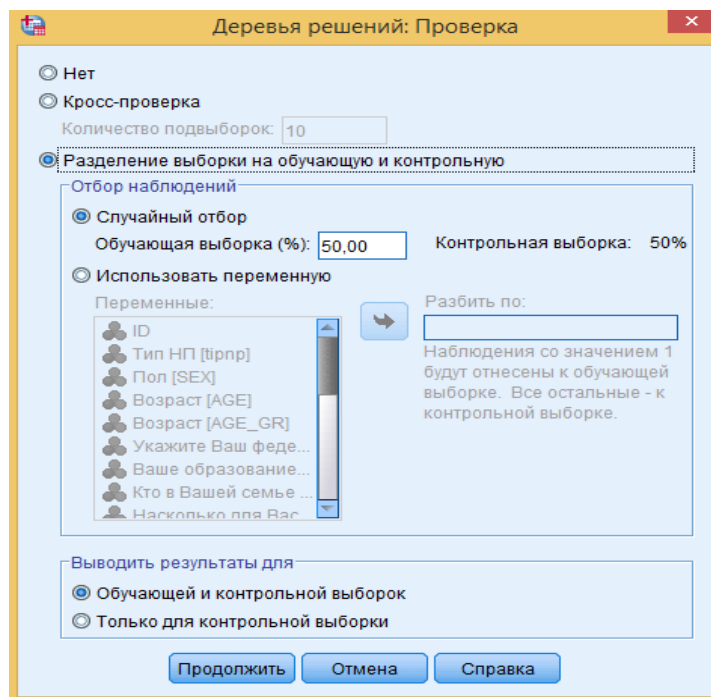 Деревья решений: Проверка
Нет
Кросс-проверка
Количество подвыборок: 10
Разделение выборки на обучающую и контрольную
Отбор наблюдений
Случайный отбор
Обучающая выборка (%): 50,00 Контрольная выборка: 50%
Использовать переменную
Переменные:
ID
Тип НП [tipnp]
Пол [SEX]
Возраст [AGE]
Возраст [AGE_GR]
Укажите Ваш феде...
Ваше образование...
Кто в Вашей семье ...
Насколько для Вас
Разбить по:
Наблюдения со значением 1
будут отнесены к обучающей
выборке. Все остальные - к
контрольной выборке.
Выводить результаты для
Обучающей и контрольной выборок
Только для контрольной выборки
Продолжить Отмена Справка